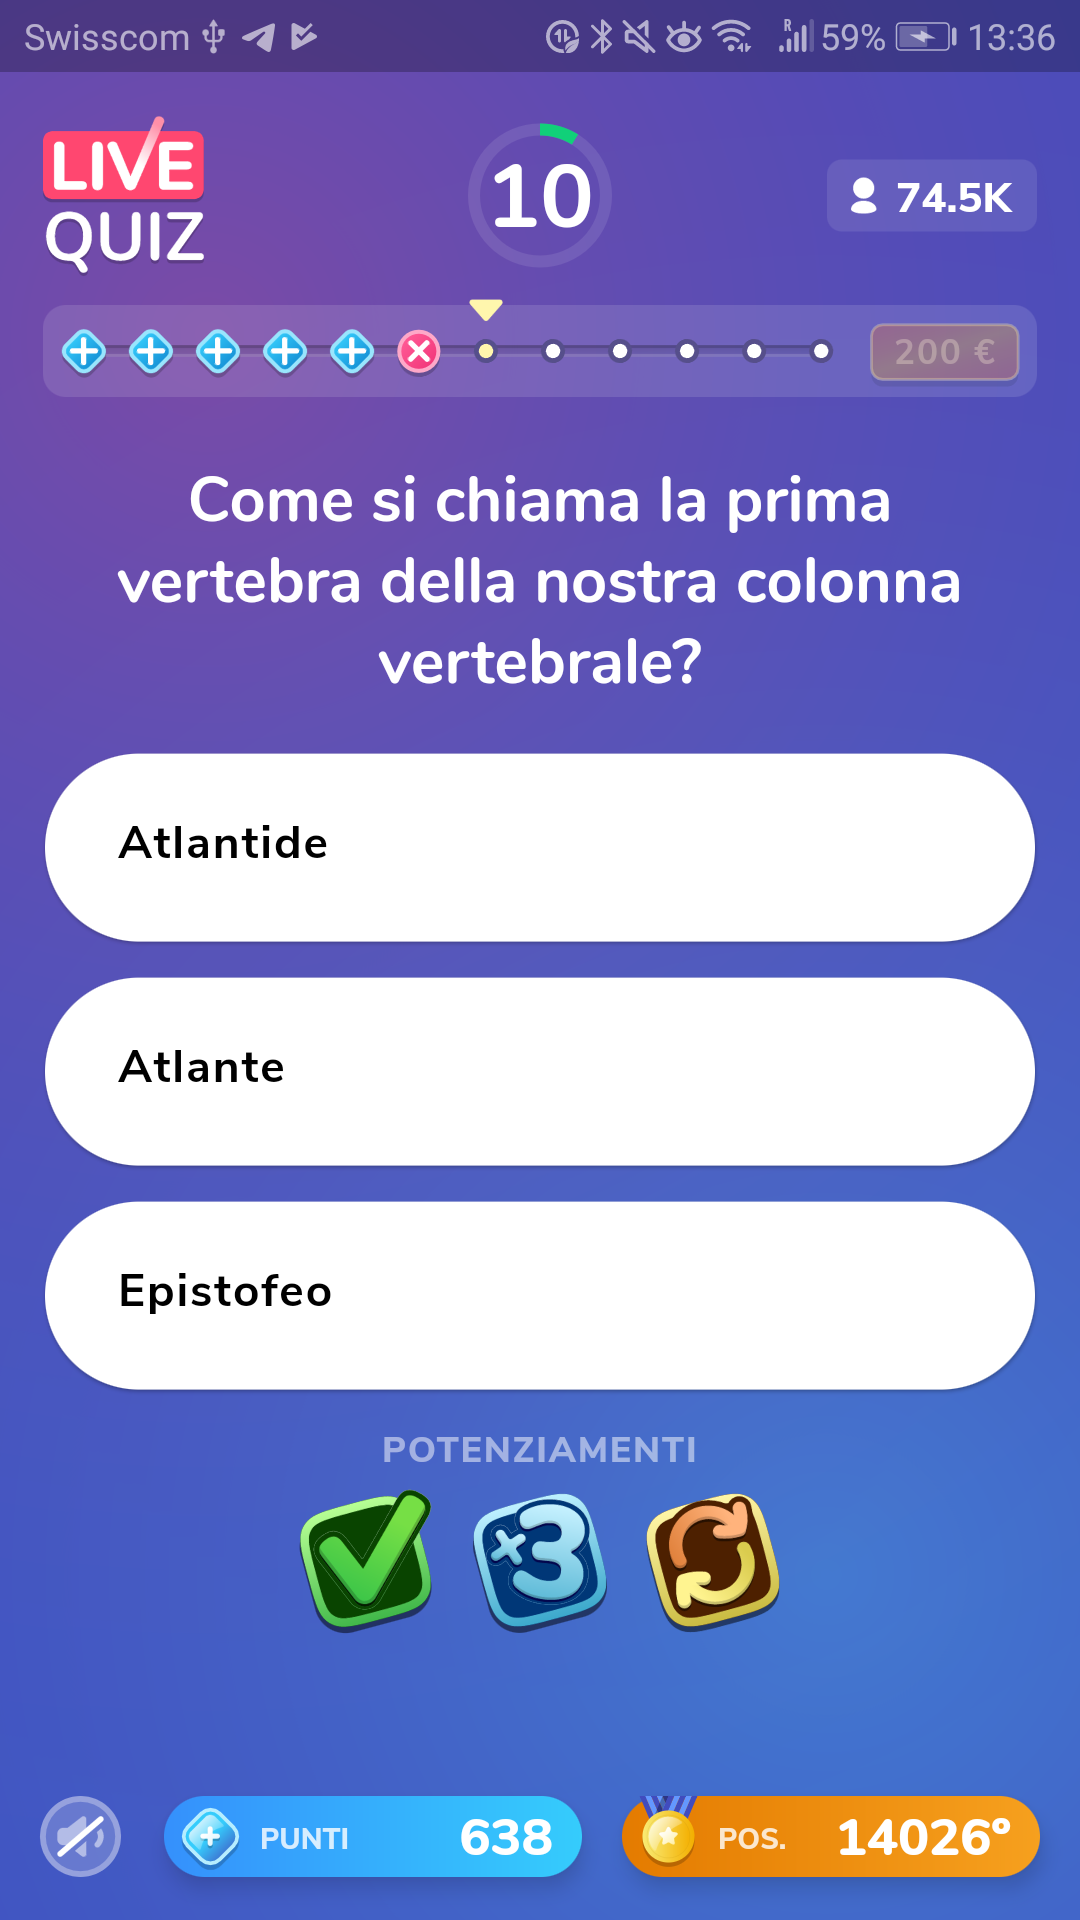 Swisscom 59% 13:36
LIVE
QUIZ
10
74.5K
200 €
Come si chiama la prima
vertebra della nostra colonna
vertebrale?
Atlantide
Atlante
Epistofeo
POTENZIAMENTI
×3
PUNTI 638
POS. 14026º